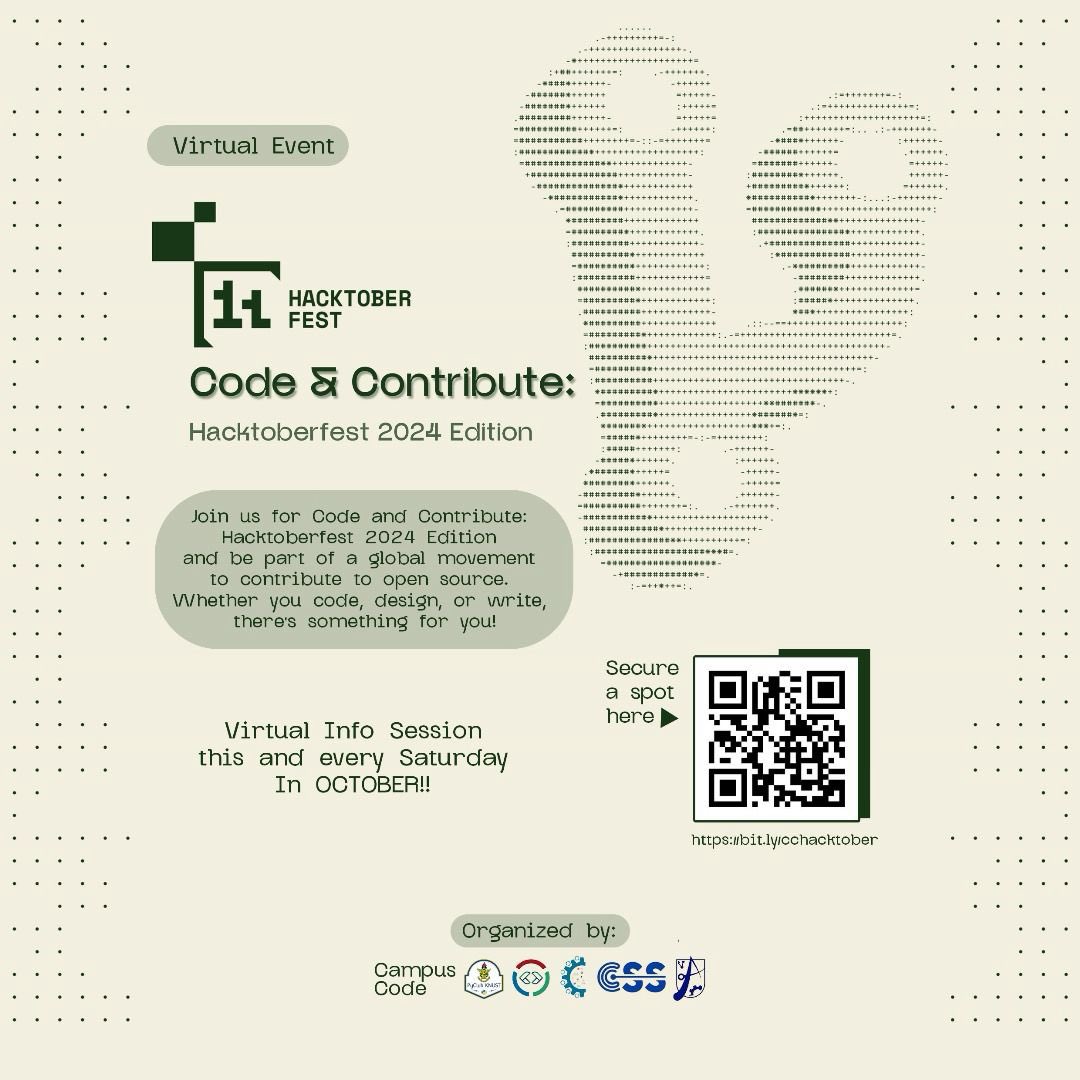 Virtual Event
HACKTOBER
FEST
Code & Contribute:
Hacktoberfest 2024 Edition
Join us for Code and Contribute:
Hacktoberfest 2024 Edition
and be part of a global movement
to contribute to open source.
Whether you code, design, or write,
there's something for you!
Secure
a spot
here
Virtual Info Session
this and every Saturday
In OCTOBER!!
https://bit.ly/cchacktober
Organized by:
Campus
Code
PyClub KNUST
CSS